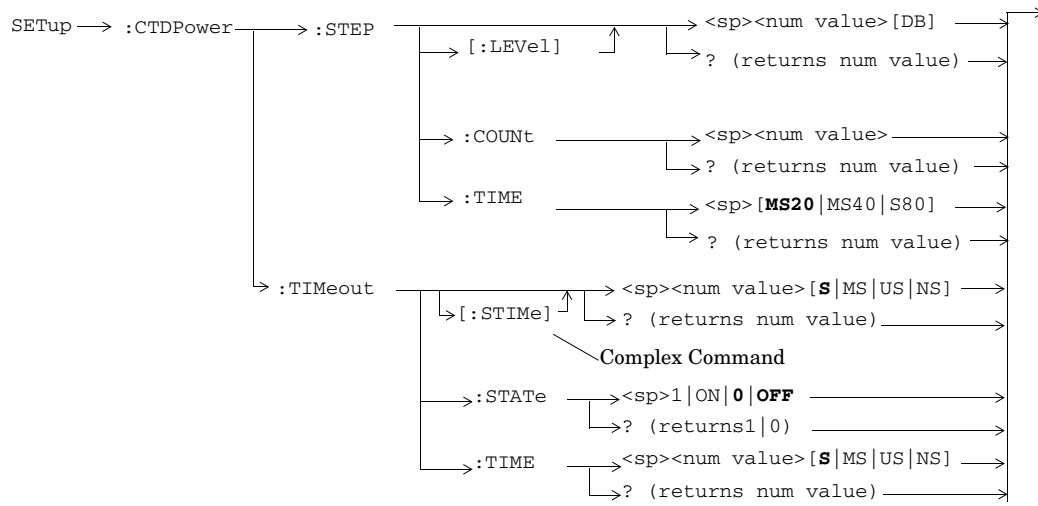 SETup :CTDPower :STEP <sp><num value>[DB]
[:LEVel] ? (returns num value)
:COUNt <sp><num value>
? (returns num value)
:TIME <sp>[MS20|MS40|S80]
? (returns num value)
:TIMeout <sp><num value>[S|MS|US|NS]
[:STIMe] ? (returns num value)
Complex Command
:STATe <sp>1|ON|0|OFF
? (returns1|0)
:TIME <sp><num value>[S|MS|US|NS]
? (returns num value)